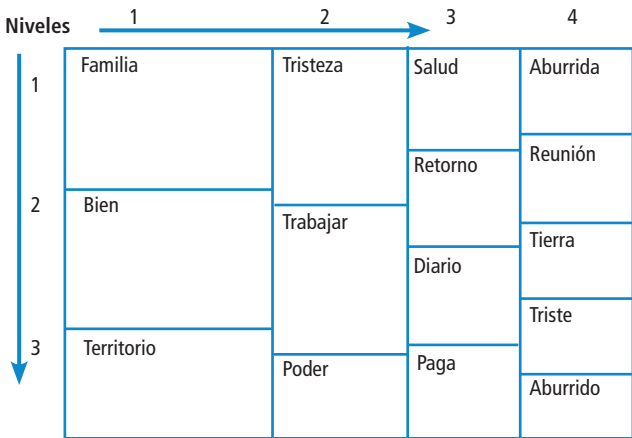 Niveles 1 2 3 4
1 Familia Tristeza Salud Aburrida
Retorno Reunión
2 Bien Trabajar Tierra
Diario
Triste
3 Territorio Poder Paga
Aburrido